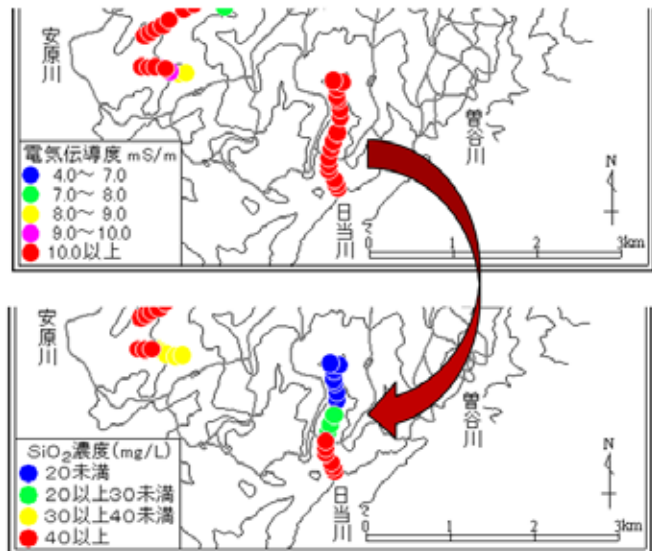 安原川
曽谷川
電気伝導度 mS/m
4.0～ 7.0
7.0～ 8.0
8.0～ 9.0
9.0～10.0
10.0以上
日当川
N
0 1 2 3km
安原川
曽谷川
SiO₂濃度(mg/L)
20未満
20以上30未満
30以上40未満
40以上
日当川
N
0 1 2 3km